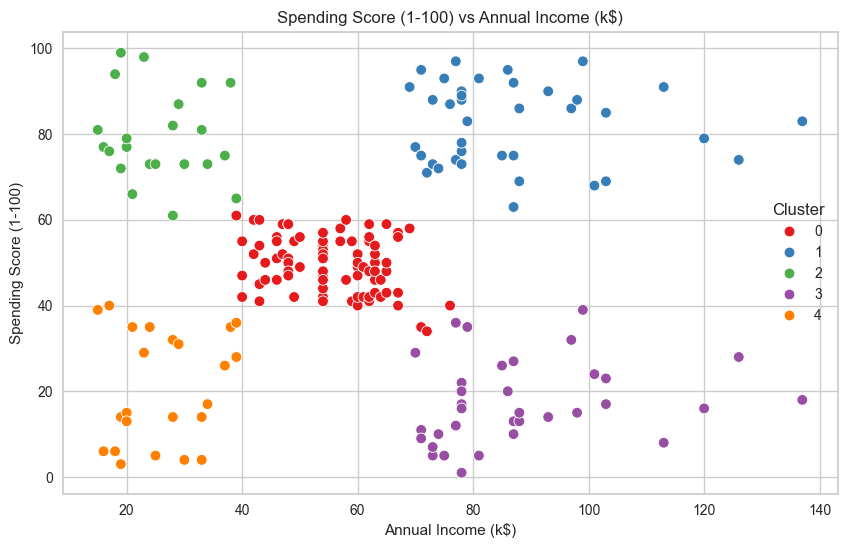 Spending Score (1-100) vs Annual Income (k$)
Spending Score (1-100)
100
80
60
40
20
0
Cluster
0
1
2
3
4
20 40 60 80 100 120 140
Annual Income (k$)